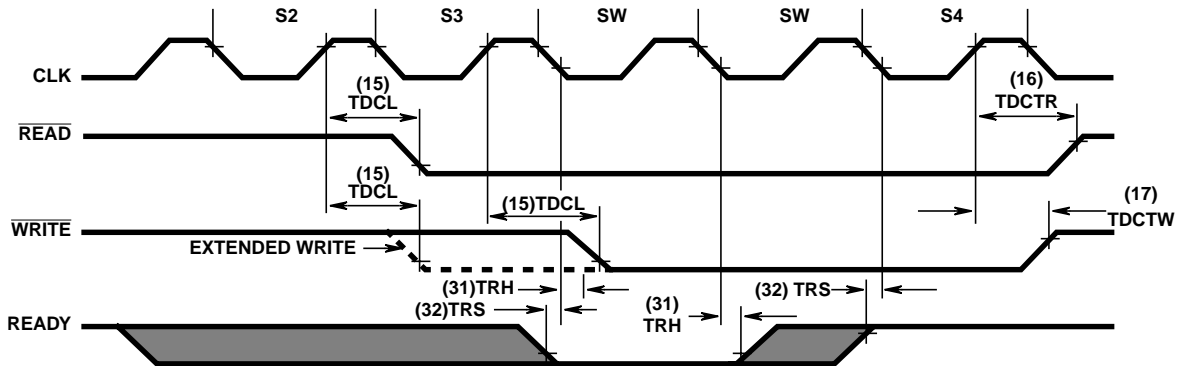 S2 S3 SW SW S4
CLK
(15)
TDCL
(16)
TDCTR
READ
(15)
TDCL
(15)TDCL
(17)
TDCTW
WRITE
EXTENDED WRITE
(31)TRH
(32)TRS
(31)
TRH
(32) TRS
READY